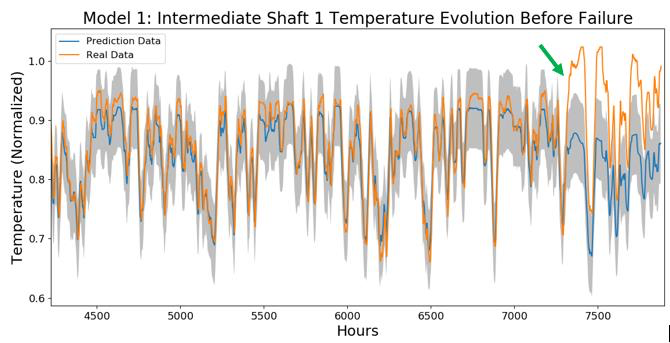 Model 1: Intermediate Shaft 1 Temperature Evolution Before Failure
Prediction Data
Real Data
Temperature (Normalized)
1.0
0.9
0.8
0.7
0.6
4500 5000 5500 6000 6500 7000 7500
Hours